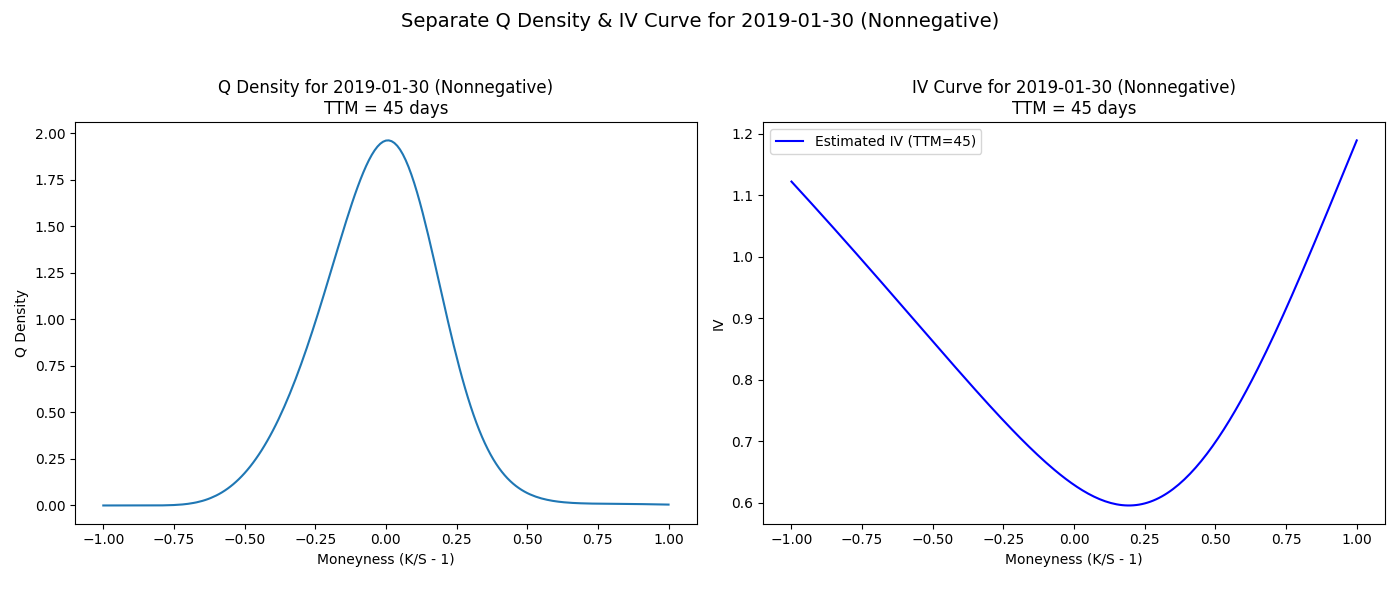 Separate Q Density & IV Curve for 2019-01-30 (Nonnegative)
Q Density for 2019-01-30 (Nonnegative)
TTM = 45 days
2.00
1.75
1.50
1.25
1.00
0.75
0.50
0.25
0.00
Q Density
−1.00 −0.75 −0.50 −0.25 0.00 0.25 0.50 0.75 1.00
Moneyness (K/S - 1)
IV Curve for 2019-01-30 (Nonnegative)
TTM = 45 days
Estimated IV (TTM=45)
1.2
1.1
1.0
0.9
0.8
0.7
0.6
IV
−1.00 −0.75 −0.50 −0.25 0.00 0.25 0.50 0.75 1.00
Moneyness (K/S - 1)